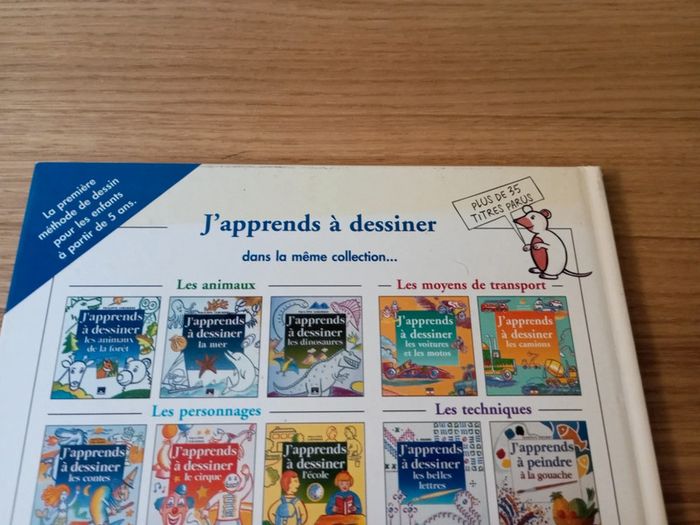 La première
méthode de dessin
pour les enfants
à partir de 5 ans.
PLUS DE 35
TITRES PARUS
J'apprends à dessiner
dans la même collection...
Les animaux
J'apprends
à dessiner
les animaux
de la forêt
J'apprends
à dessiner
la mer
J'apprends
à dessiner
les dinosaures
Les moyens de transport
J'apprends
à dessiner
les voitures
et les motos
J'apprends
à dessiner
les camions
Les personnages
J'apprends
à dessiner
les contes
J'apprends
à dessiner
le cirque
J'apprends
à dessiner
l'école
Les techniques
J'apprends
à dessiner
les belles
lettres
J'apprends
à peindre
à la gouache